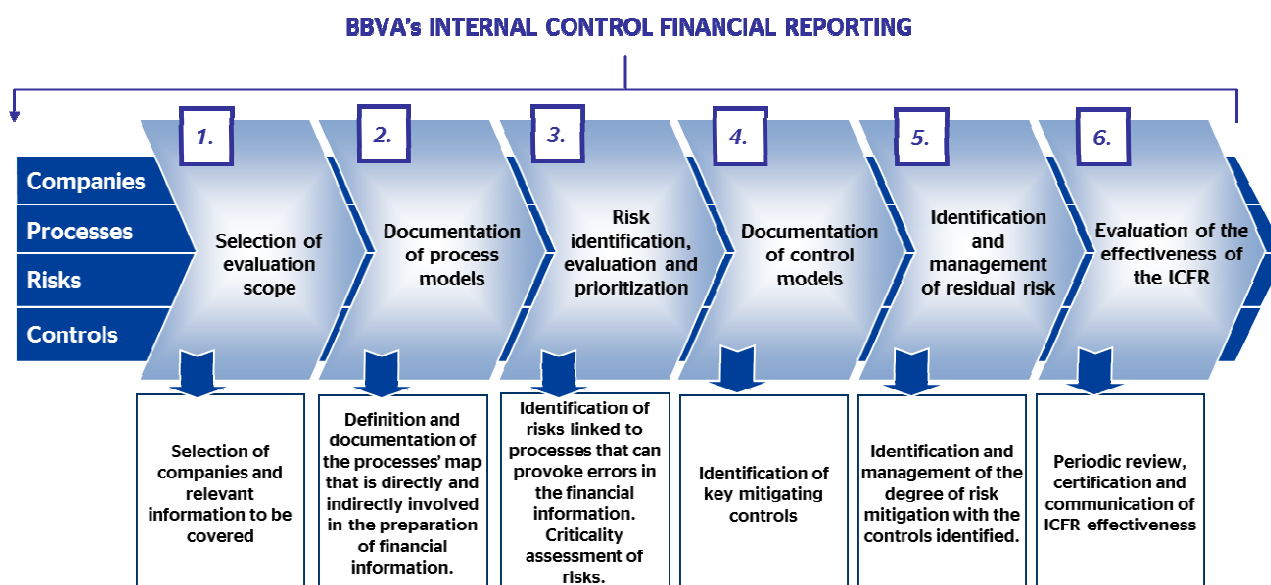 BBVA's INTERNAL CONTROL FINANCIAL REPORTING
1.
2.
3.
4.
5.
6.
Companies
Processes
Risks
Controls
Selection of
evaluation
scope
Documentation
of process
models
Risk
identification,
evaluation and
prioritization
Documentation
of control
models
Identification
and
management
of residual risk
Evaluation of the
effectiveness of
the ICFR
Selection of
companies and
relevant
information to be
covered
Definition and
documentation of
the processes' map
that is directly and
indirectly involved
in the preparation
of financial
information.
Identification of
risks linked to
processes that can
provoke errors in
the financial
information.
Criticality
assessment of
risks.
Identification of
key mitigating
controls
Identification and
management of the
degree of risk
mitigation with the
controls identified.
Periodic review,
certification and
communication of
ICFR effectiveness